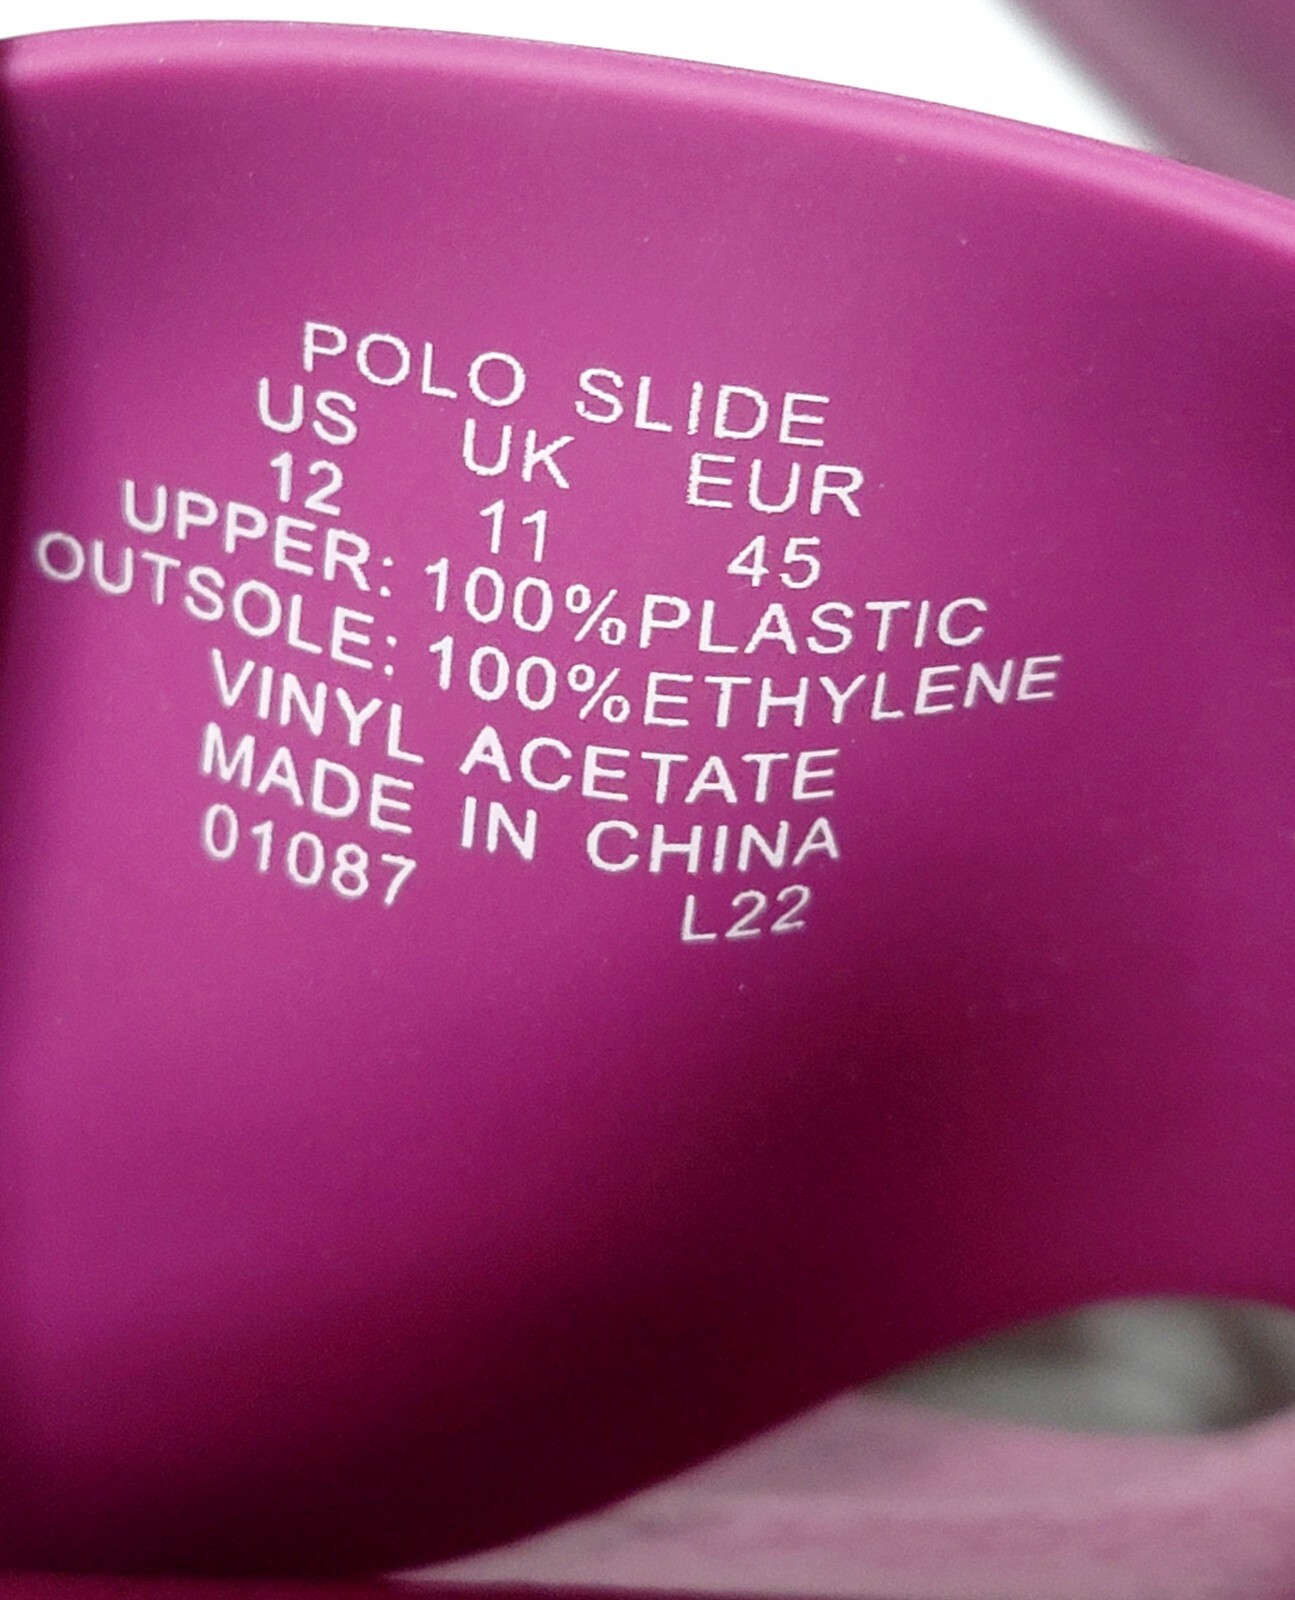 POLO SLIDE
US UK EUR
12 11 45
UPPER: 100%PLASTIC
OUTSOLE: 100%ETHYLENE
VINYL ACETATE
MADE IN CHINA
01087 L22